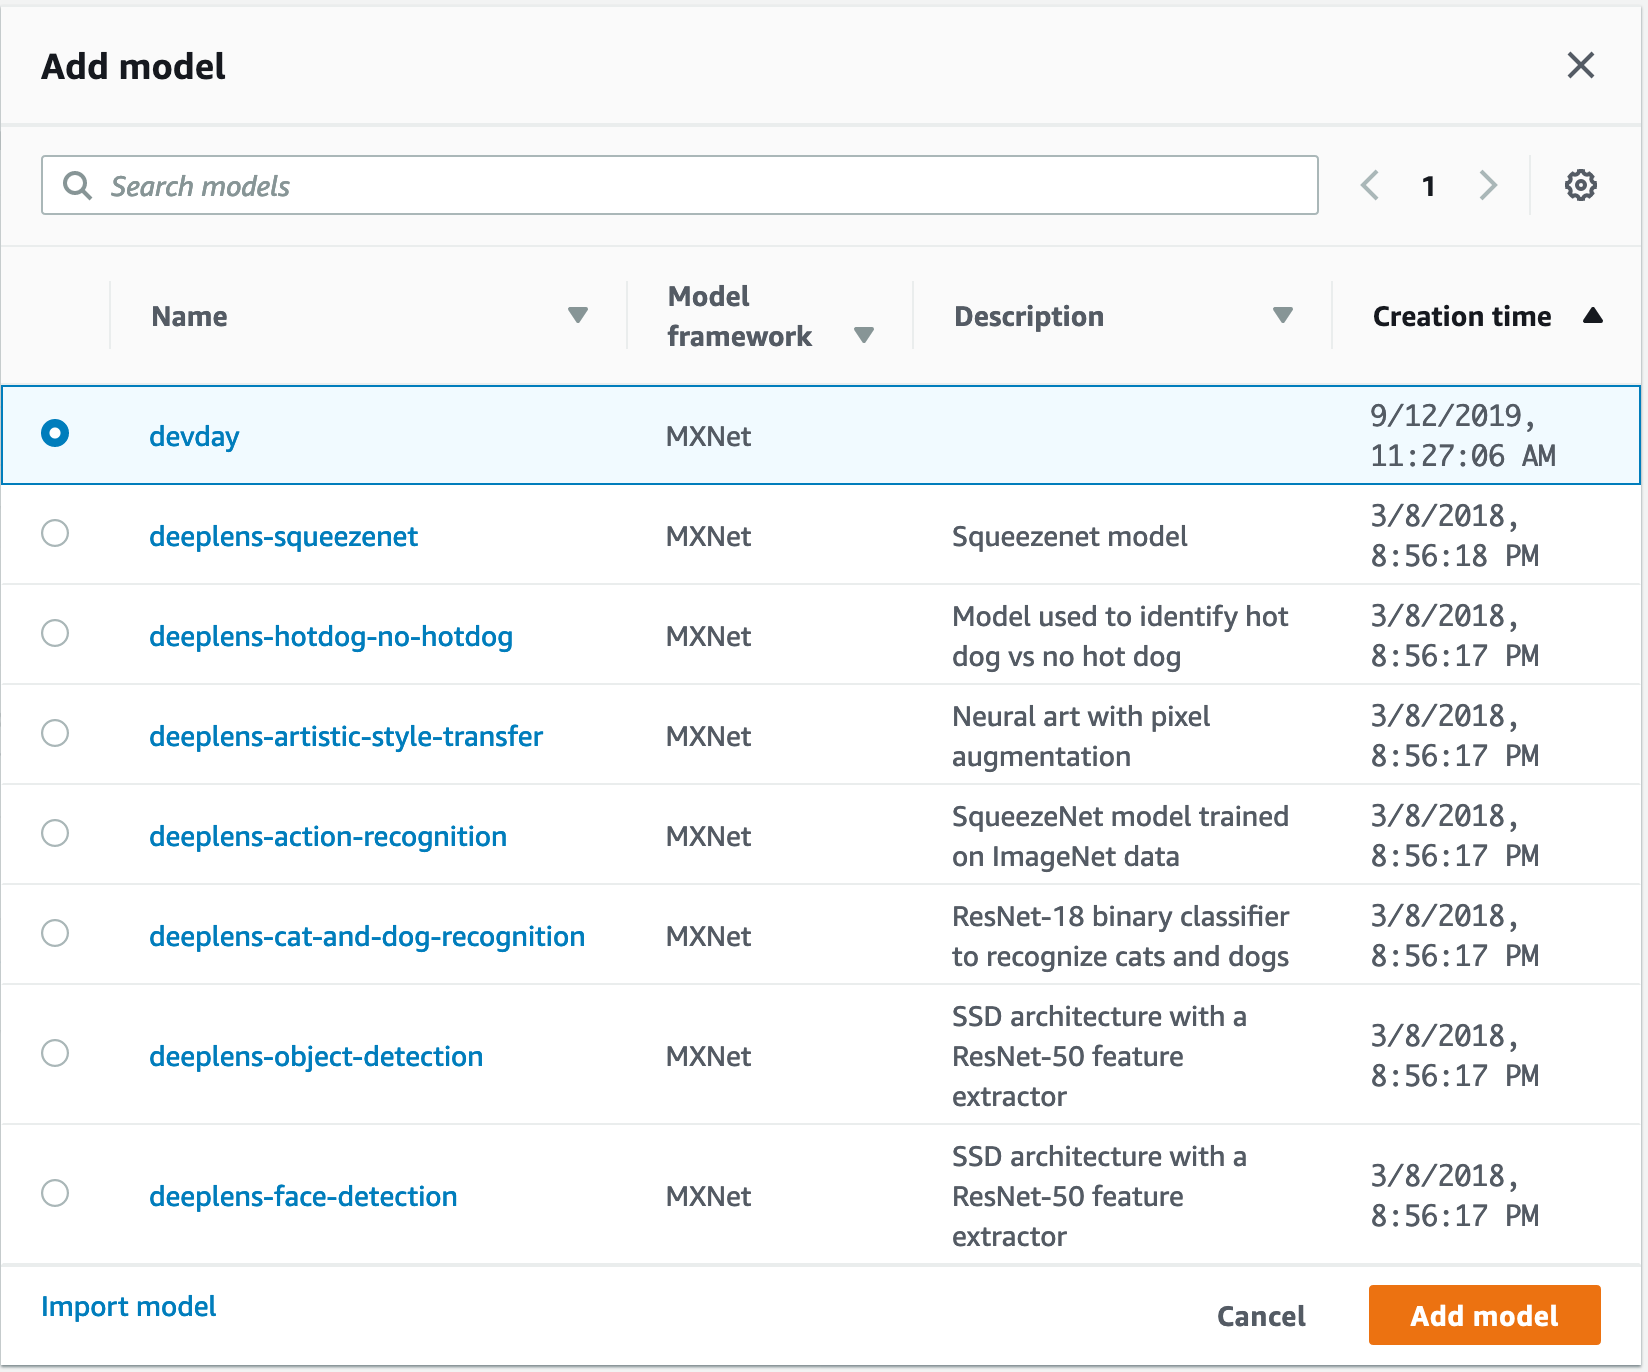 Add model
Search models
1
Name
Model
framework
Description
Creation time
devday
MXNet
9/12/2019,
11:27:06 AM
deeplens-squeezenet
MXNet
Squeezenet model
3/8/2018,
8:56:18 PM
deeplens-hotdog-no-hotdog
MXNet
Model used to identify hot
dog vs no hot dog
3/8/2018,
8:56:17 PM
deeplens-artistic-style-transfer
MXNet
Neural art with pixel
augmentation
3/8/2018,
8:56:17 PM
deeplens-action-recognition
MXNet
SqueezeNet model trained
on ImageNet data
3/8/2018,
8:56:17 PM
deeplens-cat-and-dog-recognition
MXNet
ResNet-18 binary classifier
to recognize cats and dogs
3/8/2018,
8:56:17 PM
deeplens-object-detection
MXNet
SSD architecture with a
ResNet-50 feature
extractor
3/8/2018,
8:56:17 PM
deeplens-face-detection
MXNet
SSD architecture with a
ResNet-50 feature
extractor
3/8/2018,
8:56:17 PM
Import model
Cancel
Add model